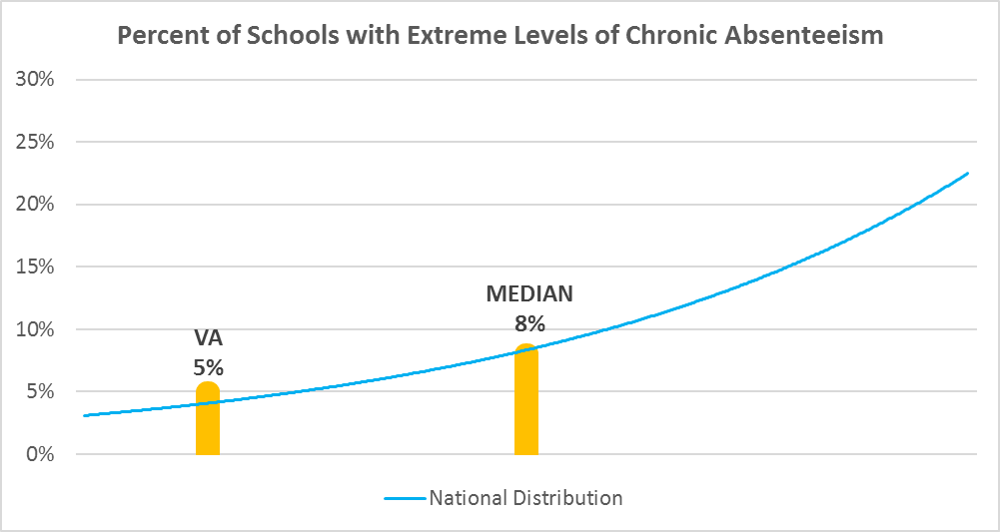 Percent of Schools with Extreme Levels of Chronic Absenteeism
30%
25%
20%
15%
10%
5%
0%
VA
5%
MEDIAN
8%
National Distribution